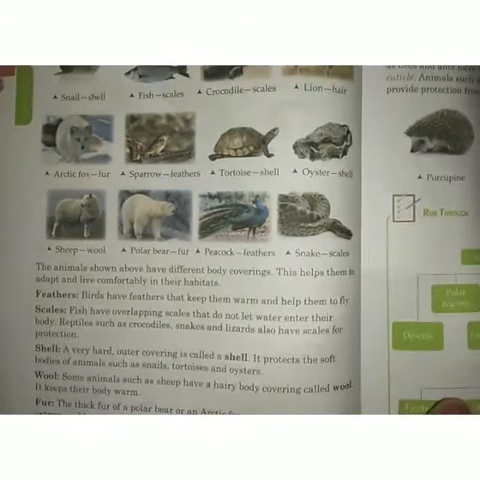 ▲ Snail—shell ▲ Fish—scales ▲ Crocodile—scales ▲ Lion—hair
▲ Arctic fox—fur ▲ Sparrow—feathers ▲ Tortoise—shell ▲ Oyster—shell
▲ Sheep—wool ▲ Polar bear—fur ▲ Peacock—feathers ▲ Snake—scales
The animals shown above have different body coverings. This helps them to
adapt and live comfortably in their habitats.
Feathers: Birds have feathers that keep them warm and help them to fly.
Scales: Fish have overlapping scales that do not let water enter their
body. Reptiles such as crocodiles, snakes and lizards also have scales for
protection.
Shell: A very hard, outer covering is called a shell. It protects the soft
bodies of animals such as snails, tortoises and oysters.
Wool: Some animals such as sheep have a hairy body covering called wool.
It keeps their body warm.
Fur: The thick fur of a polar bear or an Arctic
cuticle. Animals such
provide protection from
▲ Porcupine
RUN THROUGH
Polar
regions
Deserts